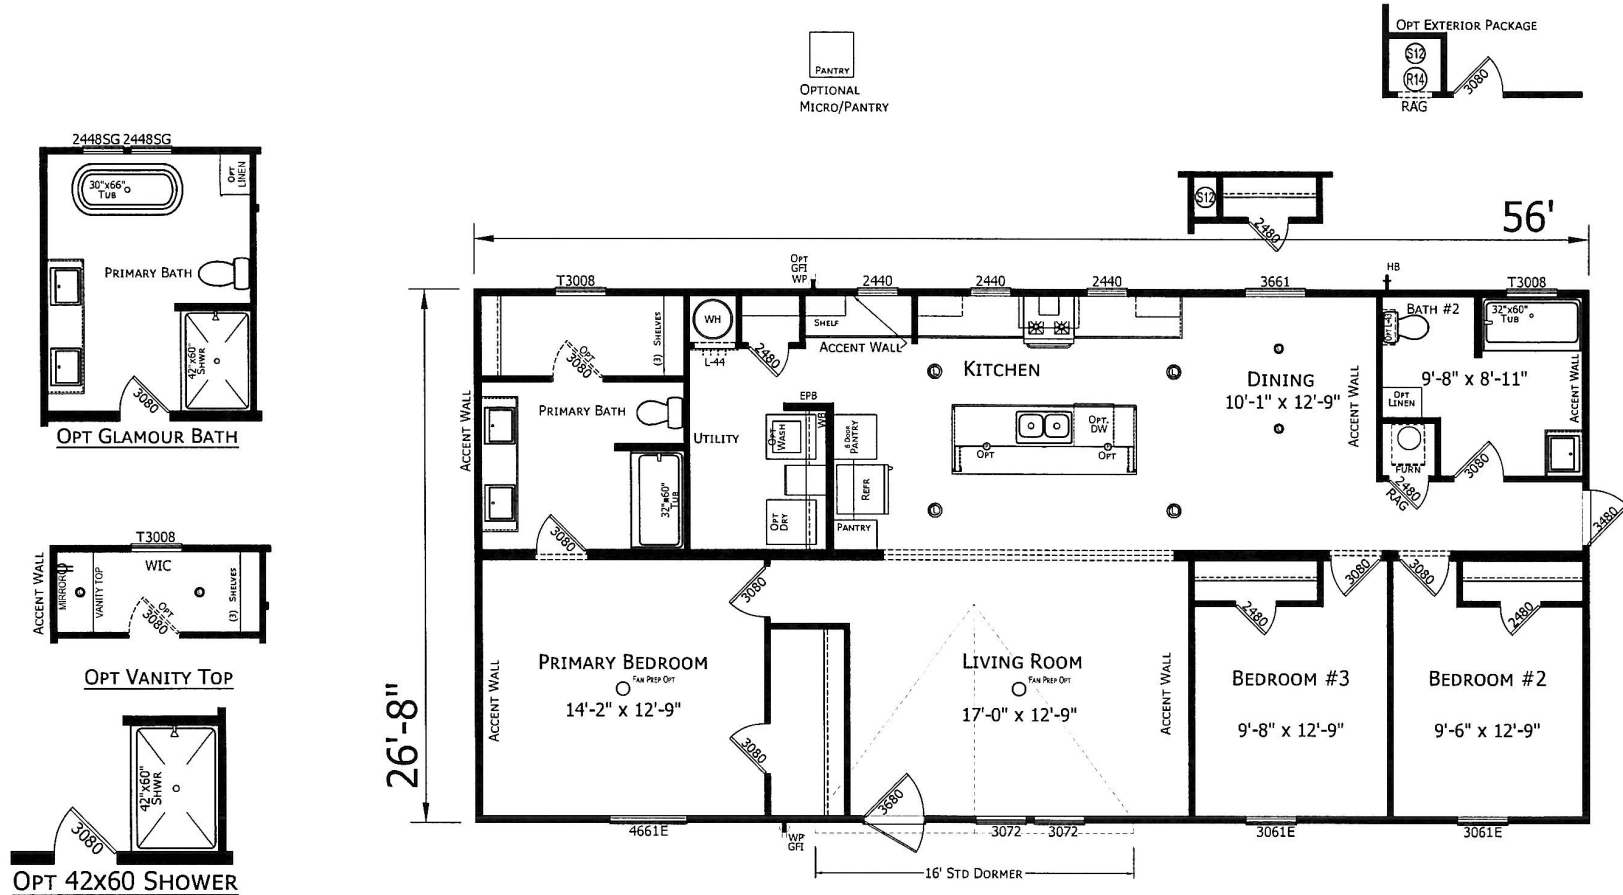 OPT EXTERIOR PACKAGE
S12
R14
3080
RAG
PANTRY
OPTIONAL
MICRO/PANTRY
2448SG 2448SG
30"x66"
TUB
OPT
LINEN
PRIMARY BATH
42"x60"
SHWR
3080
OPT GLAMOUR BATH
S12
2480
56'
T3008
OPT
GFI
WP
2440
2440
2440
3661
HB
T3008
(3) SHELVES
OPT
3080
WH
L-44
2480
SHELF
ACCENT WALL
KITCHEN
DINING
10'-1" x 12'-9"
ACCENT WALL
BATH #2
32"x60"
TUB
9'-8" x 8'-11"
ACCENT WALL
OPT
LINEN
ACCENT WALL
PRIMARY BATH
UTILITY
EPB
WB
OPT
WASH
6 DOOR
PANTRY
OPT.
DW
OPT
OPT
REFR
FURN
2480
RAG
3080
3480
32"x60"
TUB
OPT
DRY
PANTRY
3080
T3008
ACCENT WALL
MIRROR
VANITY TOP
WIC
OPT
3080
(3) SHELVES
OPT VANITY TOP
3080
3080
3080
2480
2480
26'-8"
ACCENT WALL
PRIMARY BEDROOM
FAN PREP OPT
14'-2" x 12'-9"
3080
LIVING ROOM
FAN PREP OPT
17'-0" x 12'-9"
ACCENT WALL
BEDROOM #3
9'-8" x 12'-9"
BEDROOM #2
9'-6" x 12'-9"
42"x60"
SHWR
3080
OPT 42X60 SHOWER
4661E
WP
GFI
3680
3072
3072
3061E
3061E
16' STD DORMER